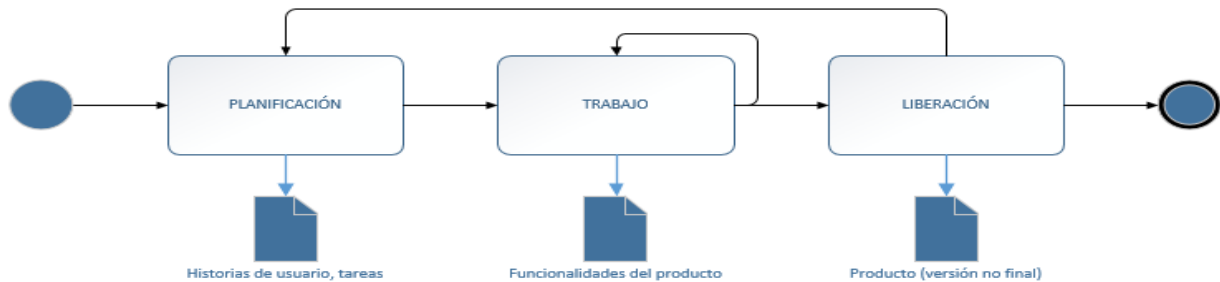 PLANIFICACIÓN
TRABAJO
LIBERACIÓN
Historias de usuario, tareas
Funcionalidades del producto
Producto (versión no final)